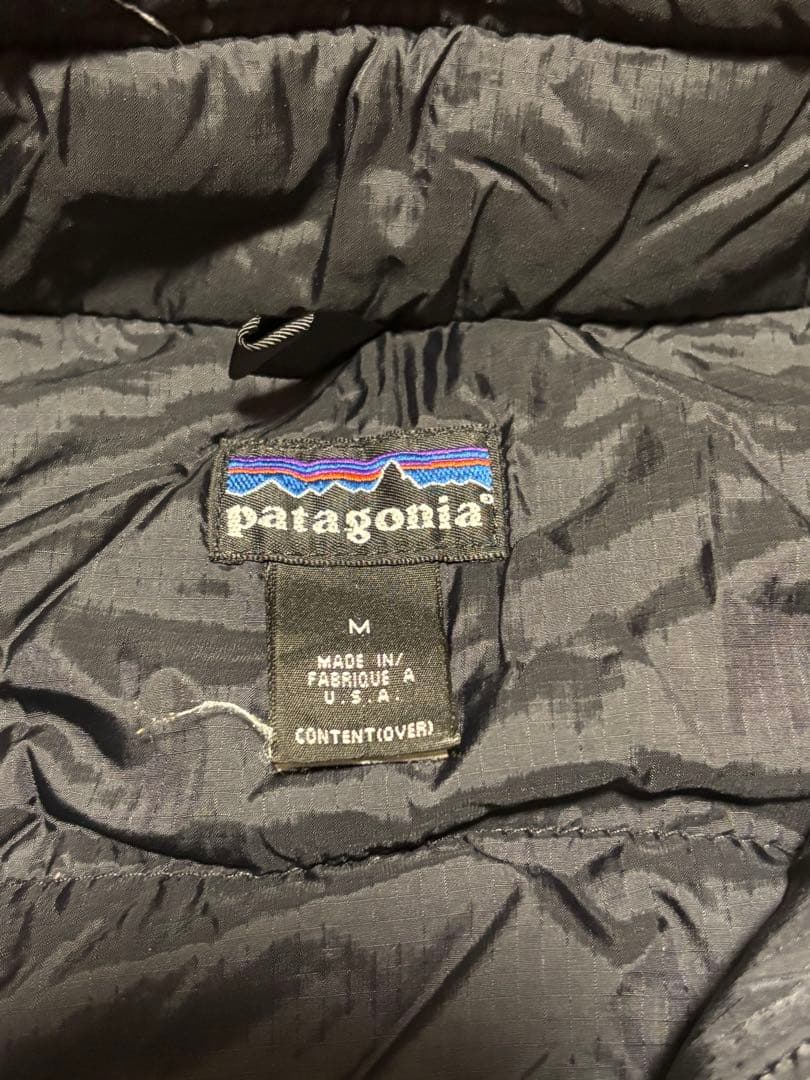 patagonia®
M
MADE IN/
FABRIQUE A
U.S.A.
CONTENT(OVER)